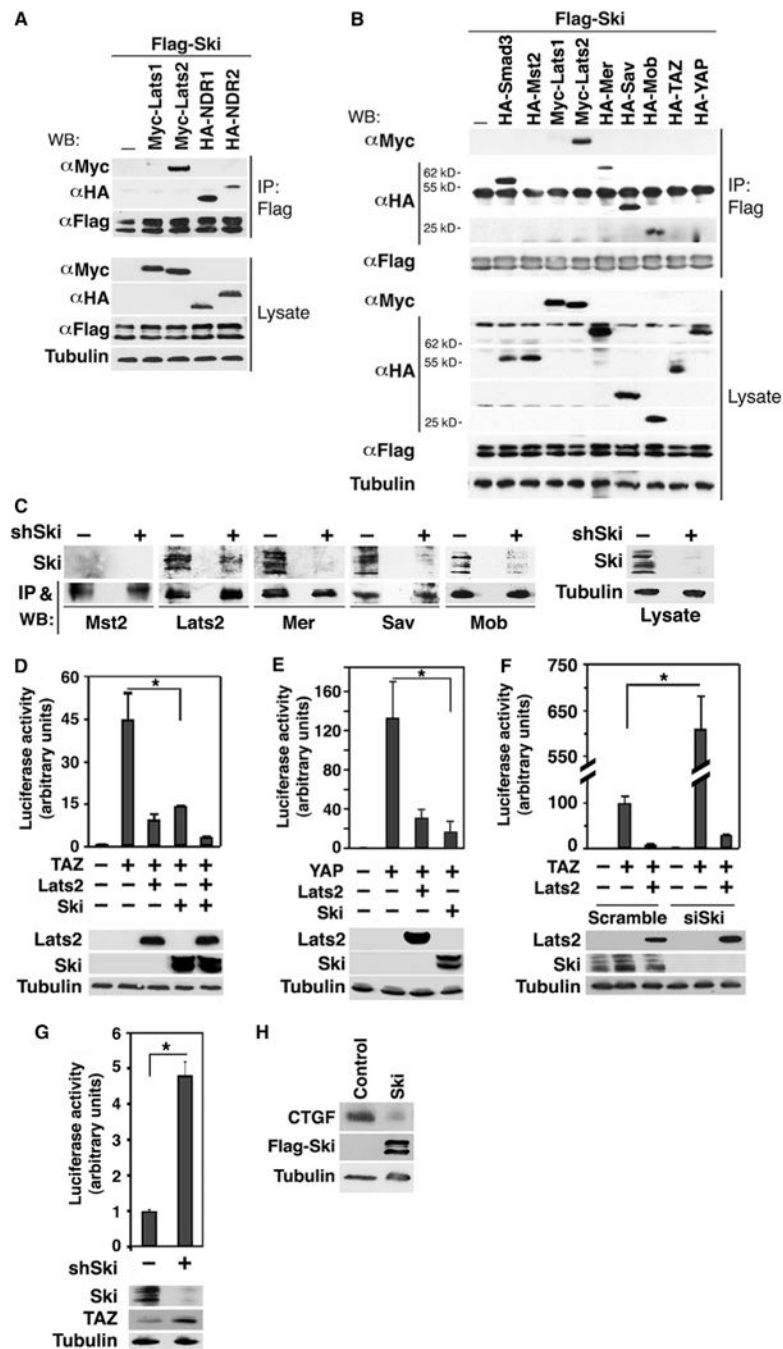 A
Flag-Ski
— Myc-Lats1 Myc-Lats2 HA-NDR1 HA-NDR2
WB:
αMyc
αHA
αFlag
IP:
Flag
αMyc
αHA
αFlag
Tubulin
Lysate
B
Flag-Ski
— HA-Smad3 HA-Mst2 Myc-Lats1 Myc-Lats2 HA-Mer HA-Sav HA-Mob HA-TAZ HA-YAP
WB:
αMyc
62 kD-
55 kD-
αHA
25 kD-
αFlag
IP:
Flag
αMyc
62 kD-
αHA
55 kD-
25 kD-
αFlag
Tubulin
Lysate
C
shSki – + – + – + – + – +
Ski
IP &
WB:
Mst2 Lats2 Mer Sav Mob
shSki – +
Ski
Tubulin
Lysate
D
Luciferase activity
(arbitrary units)
60
45
30
15
0
*
TAZ – + + + +
Lats2 – – + – +
Ski – – – + +
Lats2
Ski
Tubulin
E
Luciferase activity
(arbitrary units)
160
120
80
40
0
*
YAP – + + +
Lats2 – – + –
Ski – – – +
Lats2
Ski
Tubulin
F
Luciferase activity
(arbitrary units)
750
650
550
100
0
*
TAZ – + + – + +
Lats2 – – + – – +
Scramble siSki
Lats2
Ski
Tubulin
G
Luciferase activity
(arbitrary units)
6
5
4
3
2
1
0
*
shSki – +
Ski
TAZ
Tubulin
H
Control Ski
CTGF
Flag-Ski
Tubulin